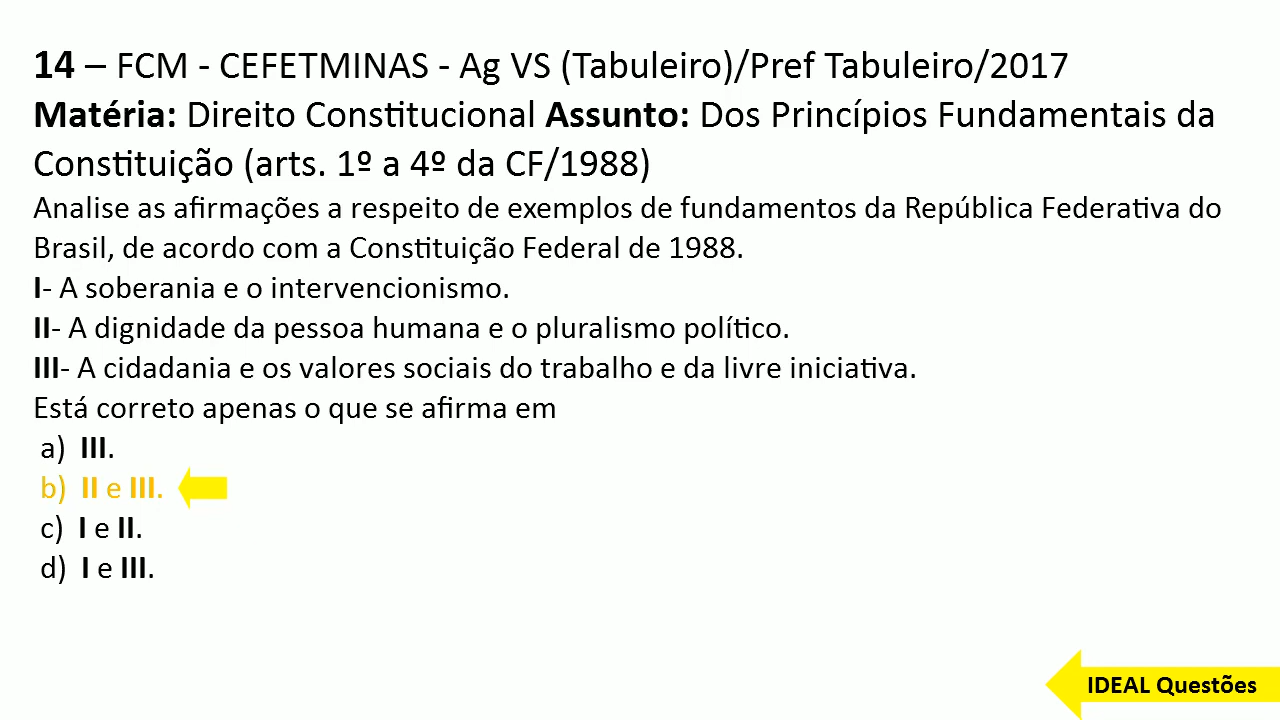 14 – FCM - CEFETMINAS - Ag VS (Tabuleiro)/Pref Tabuleiro/2017
Matéria: Direito Constitucional Assunto: Dos Princípios Fundamentais da
Constituição (arts. 1º a 4º da CF/1988)
Analise as afirmações a respeito de exemplos de fundamentos da República Federativa do
Brasil, de acordo com a Constituição Federal de 1988.
I- A soberania e o intervencionismo.
II- A dignidade da pessoa humana e o pluralismo político.
III- A cidadania e os valores sociais do trabalho e da livre iniciativa.
Está correto apenas o que se afirma em
a) III.
b) II e III.
c) I e II.
d) I e III.
IDEAL Questões